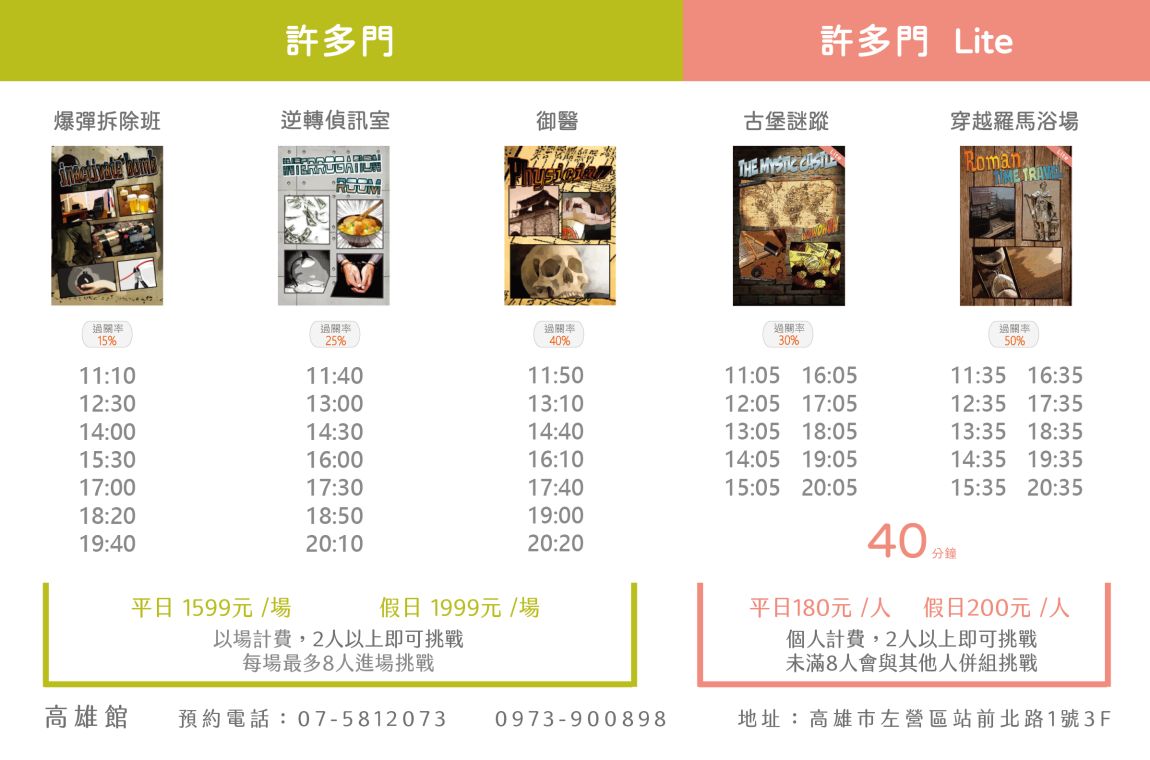 許多門
許多門 Lite
爆彈拆除班
逆轉偵訊室
御醫
古堡謎蹤
穿越羅馬浴場
inactivate bomb
INTERROGATION
ROOM
Physician
THE MYSTIC CASTLE
Roman
TIME TRAVEL
過關率
15%
過關率
25%
過關率
40%
過關率
30%
過關率
50%
11:10
12:30
14:00
15:30
17:00
18:20
19:40
11:40
13:00
14:30
16:00
17:30
18:50
20:10
11:50
13:10
14:40
16:10
17:40
19:00
20:20
11:05 16:05
12:05 17:05
13:05 18:05
14:05 19:05
15:05 20:05
11:35 16:35
12:35 17:35
13:35 18:35
14:35 19:35
15:35 20:35
40分鐘
平日 1599元 /場 假日 1999元 /場
以場計費，2人以上即可挑戰
每場最多8人進場挑戰
平日180元 /人 假日200元 /人
個人計費，2人以上即可挑戰
未滿8人會與其他人併組挑戰
高雄館 預約電話：07-5812073 0973-900898 地址：高雄市左營區站前北路1號3F